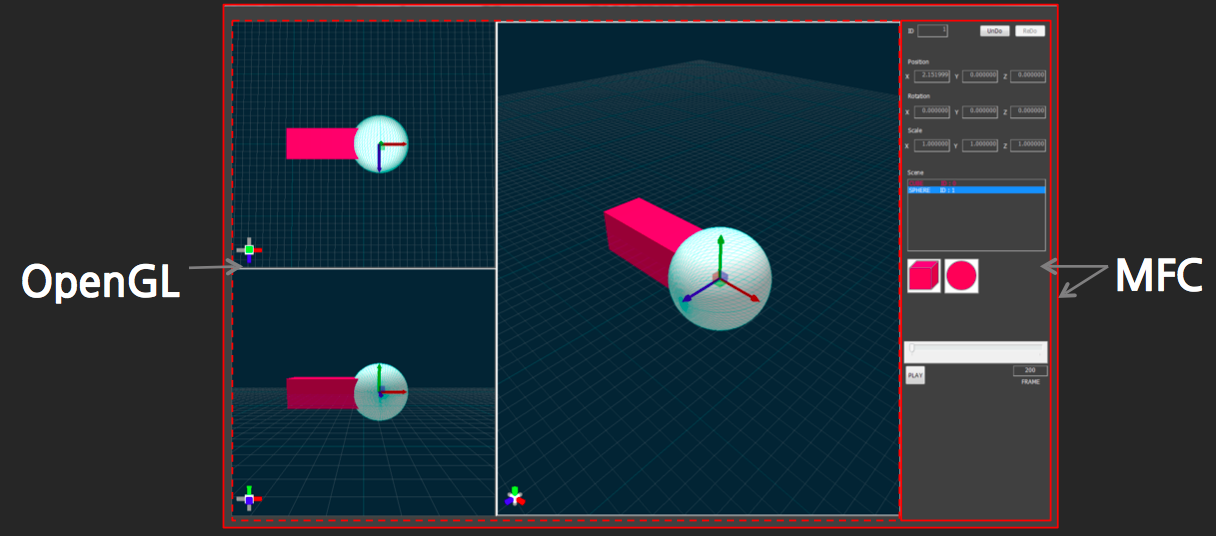 OpenGL
MFC
ID 1 UnDo ReDo
Position
X 2.151999 Y 0.000000 Z 0.000000
Rotation
X 0.000000 Y 0.000000 Z 0.000000
Scale
X 1.000000 Y 1.000000 Z 1.000000
Scene
SPHERE ID : 1
PLAY
200
FRAME